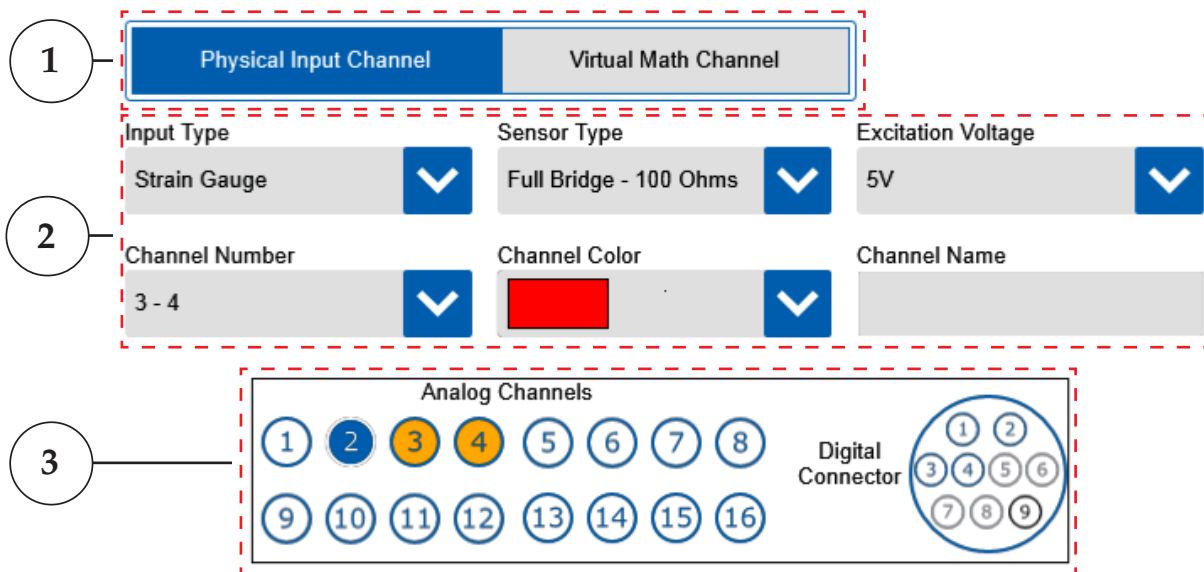 1
Physical Input Channel Virtual Math Channel
Input Type Sensor Type Excitation Voltage
Strain Gauge Full Bridge - 100 Ohms 5V
2
Channel Number Channel Color Channel Name
3 - 4
3
Analog Channels
1 2 3 4 5 6 7 8
9 10 11 12 13 14 15 16
Digital
Connector
1 2
3 4 5 6
7 8 9